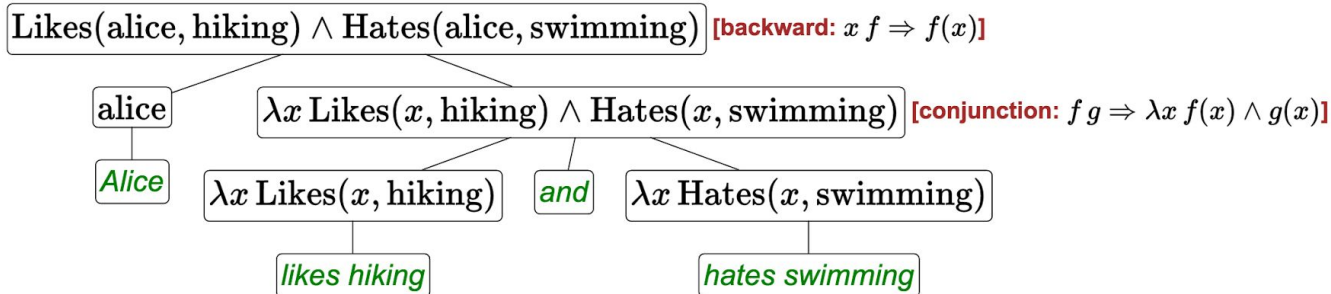 Likes(alice, hiking) ∧ Hates(alice, swimming) [backward: x f ⇒ f(x)]
alice λx Likes(x, hiking) ∧ Hates(x, swimming) [conjunction: f g ⇒ λx f(x) ∧ g(x)]
Alice λx Likes(x, hiking) and λx Hates(x, swimming)
likes hiking hates swimming